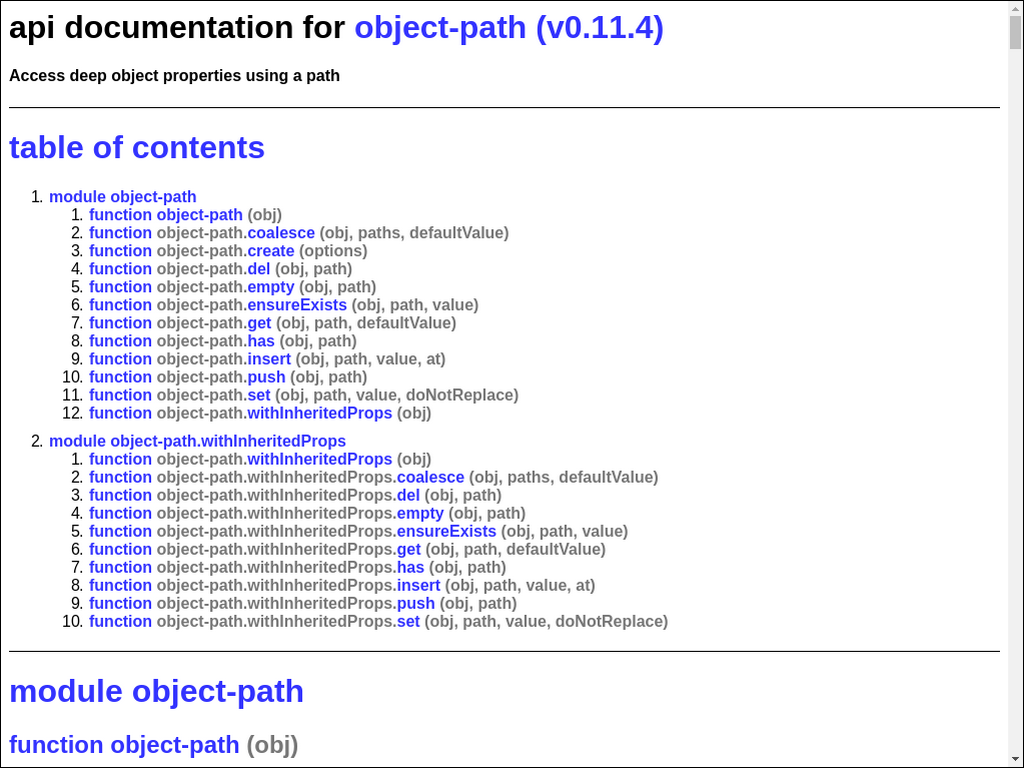 api documentation for object-path (v0.11.4)
Access deep object properties using a path
table of contents
1. module object-path
1. function object-path (obj)
2. function object-path.coalesce (obj, paths, defaultValue)
3. function object-path.create (options)
4. function object-path.del (obj, path)
5. function object-path.empty (obj, path)
6. function object-path.ensureExists (obj, path, value)
7. function object-path.get (obj, path, defaultValue)
8. function object-path.has (obj, path)
9. function object-path.insert (obj, path, value, at)
10. function object-path.push (obj, path)
11. function object-path.set (obj, path, value, doNotReplace)
12. function object-path.withInheritedProps (obj)
2. module object-path.withInheritedProps
1. function object-path.withInheritedProps (obj)
2. function object-path.withInheritedProps.coalesce (obj, paths, defaultValue)
3. function object-path.withInheritedProps.del (obj, path)
4. function object-path.withInheritedProps.empty (obj, path)
5. function object-path.withInheritedProps.ensureExists (obj, path, value)
6. function object-path.withInheritedProps.get (obj, path, defaultValue)
7. function object-path.withInheritedProps.has (obj, path)
8. function object-path.withInheritedProps.insert (obj, path, value, at)
9. function object-path.withInheritedProps.push (obj, path)
10. function object-path.withInheritedProps.set (obj, path, value, doNotReplace)
module object-path
function object-path (obj)